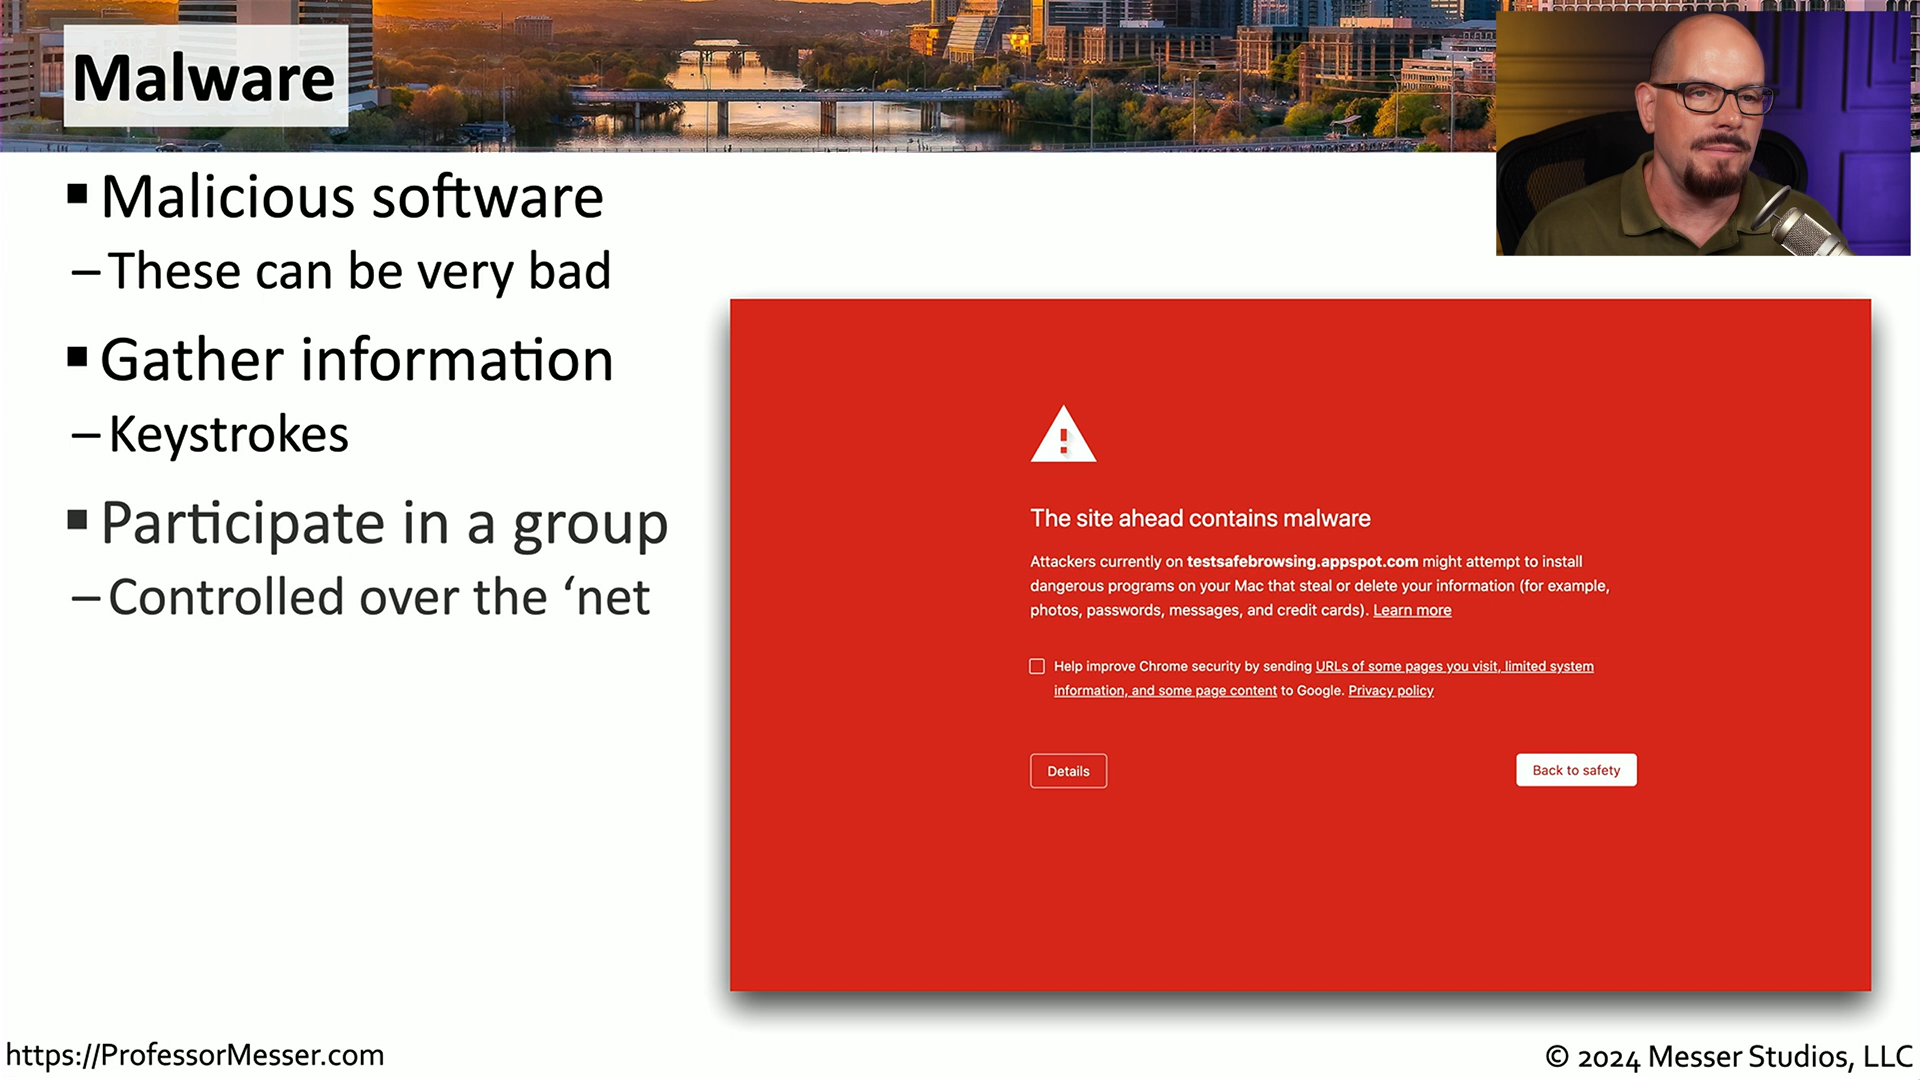 Malware
▪ Malicious software
– These can be very bad
▪ Gather information
– Keystrokes
▪ Participate in a group
– Controlled over the ‘net
The site ahead contains malware
Attackers currently on testsafebrowsing.appspot.com might attempt to install
dangerous programs on your Mac that steal or delete your information (for example,
photos, passwords, messages, and credit cards). Learn more
Help improve Chrome security by sending URLs of some pages you visit, limited system
information, and some page content to Google. Privacy policy
Details
Back to safety
https://ProfessorMesser.com
© 2024 Messer Studios, LLC